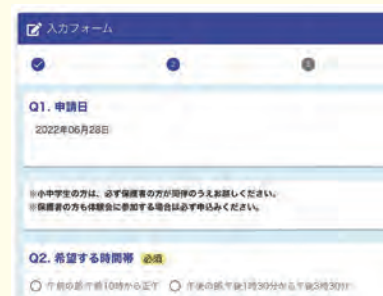 入力フォーム
2
Q1. 申請日
2022年06月28日
※小中学生の方は、必ず保護者の方が同伴のうえお越しください。
※保護者の方も体験会に参加する場合は必ず申込みください。
Q2. 希望する時間帯 必須
午前の部 午前10時から正午 午後の部 午後1時30分から午後3時30分